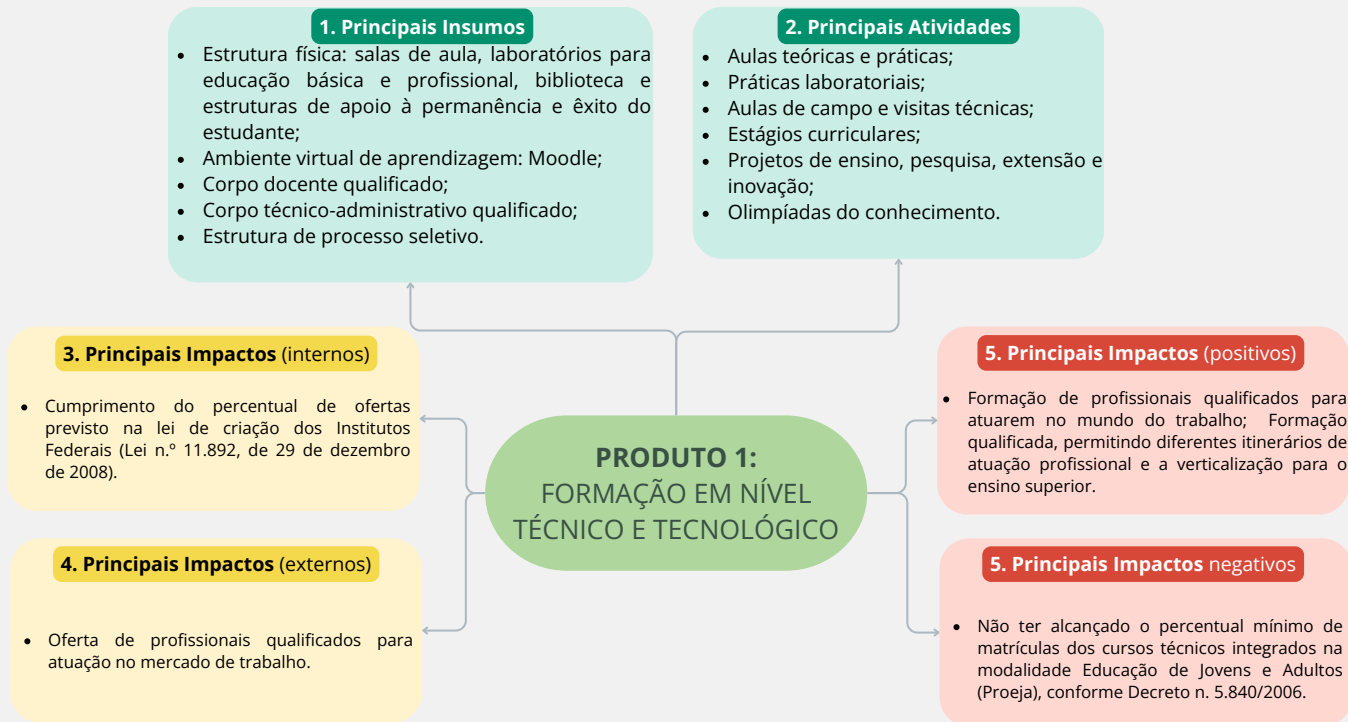 1. Principais Insumos
• Estrutura física: salas de aula, laboratórios para
educação básica e profissional, biblioteca e
estruturas de apoio à permanência e êxito do
estudante;
• Ambiente virtual de aprendizagem: Moodle;
• Corpo docente qualificado;
• Corpo técnico-administrativo qualificado;
• Estrutura de processo seletivo.
2. Principais Atividades
• Aulas teóricas e práticas;
• Práticas laboratoriais;
• Aulas de campo e visitas técnicas;
• Estágios curriculares;
• Projetos de ensino, pesquisa, extensão e
inovação;
• Olimpíadas do conhecimento.
3. Principais Impactos (internos)
• Cumprimento do percentual de ofertas
previsto na lei de criação dos Institutos
Federais (Lei n.º 11.892, de 29 de dezembro
de 2008).
4. Principais Impactos (externos)
• Oferta de profissionais qualificados para
atuação no mercado de trabalho.
PRODUTO 1:
FORMAÇÃO EM NÍVEL
TÉCNICO E TECNOLÓGICO
5. Principais Impactos (positivos)
• Formação de profissionais qualificados para
atuarem no mundo do trabalho; Formação
qualificada, permitindo diferentes itinerários de
atuação profissional e a verticalização para o
ensino superior.
5. Principais Impactos negativos
• Não ter alcançado o percentual mínimo de
matrículas dos cursos técnicos integrados na
modalidade Educação de Jovens e Adultos
(Proeja), conforme Decreto n. 5.840/2006.